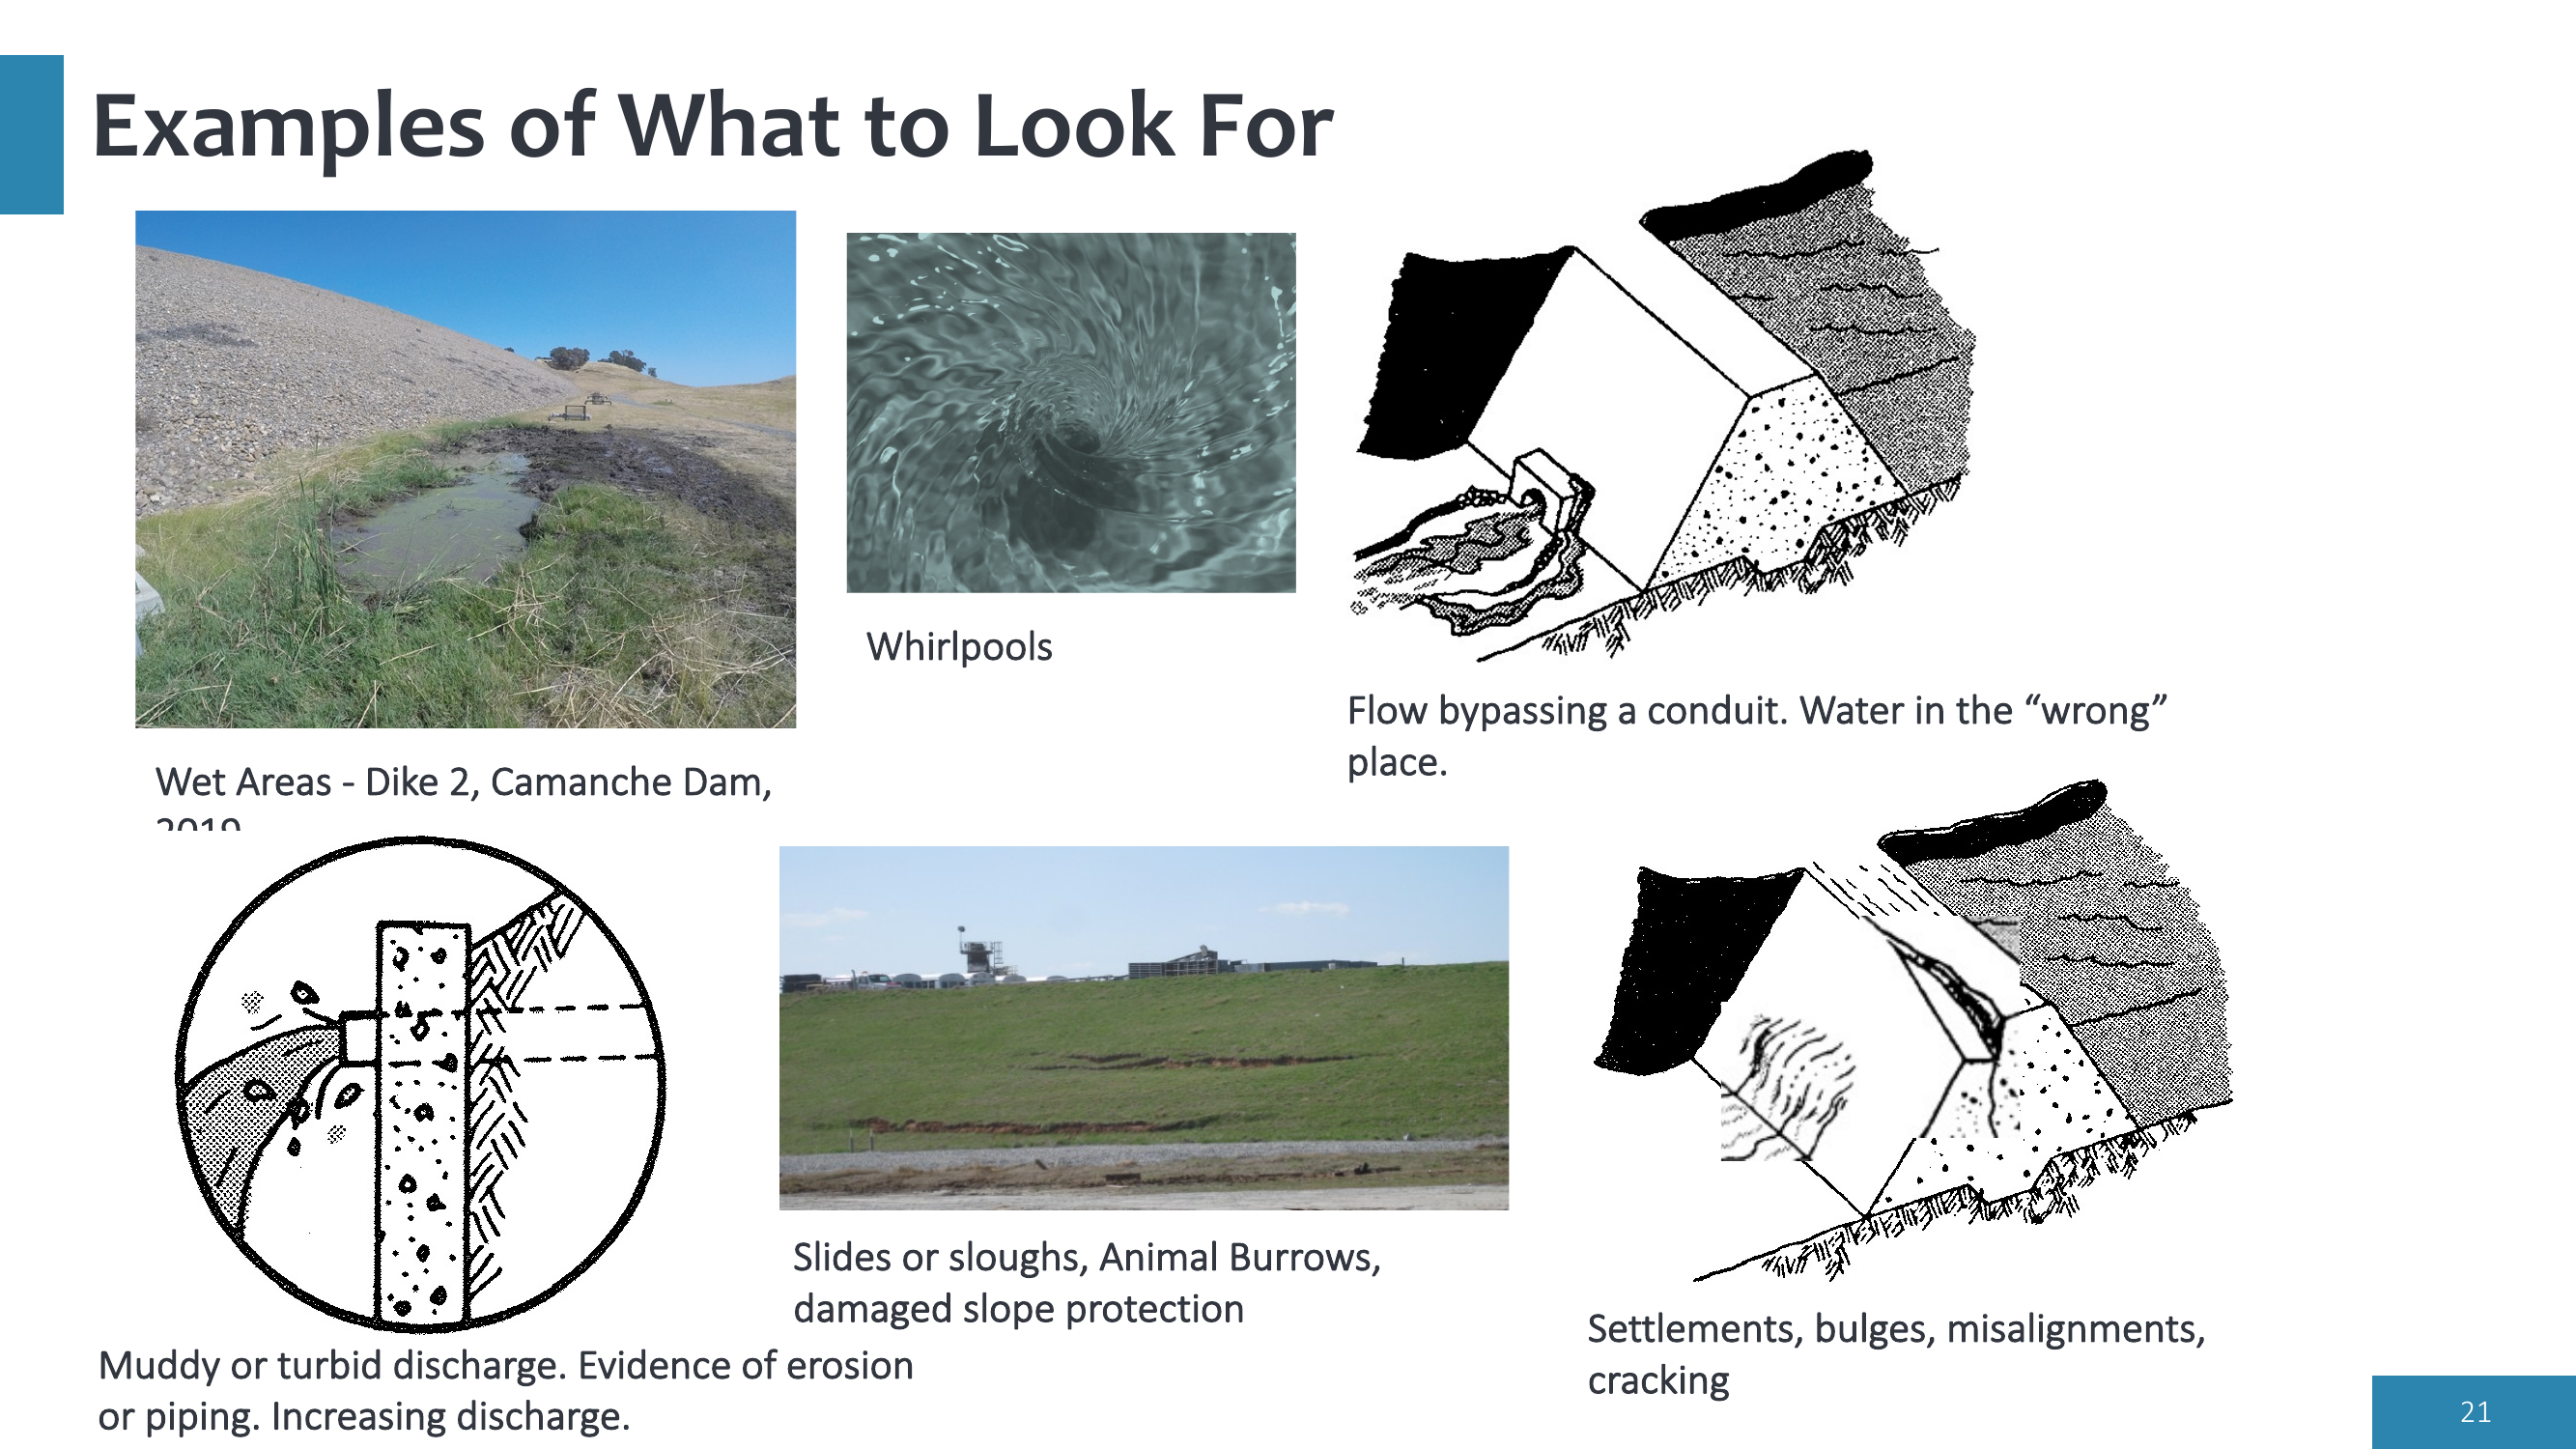 Examples of What to Look For
Whirlpools
Flow bypassing a conduit. Water in the “wrong”
place.
Wet Areas - Dike 2, Camanche Dam,
2019
Slides or sloughs, Animal Burrows,
damaged slope protection
Settlements, bulges, misalignments,
cracking
Muddy or turbid discharge. Evidence of erosion
or piping. Increasing discharge.
21